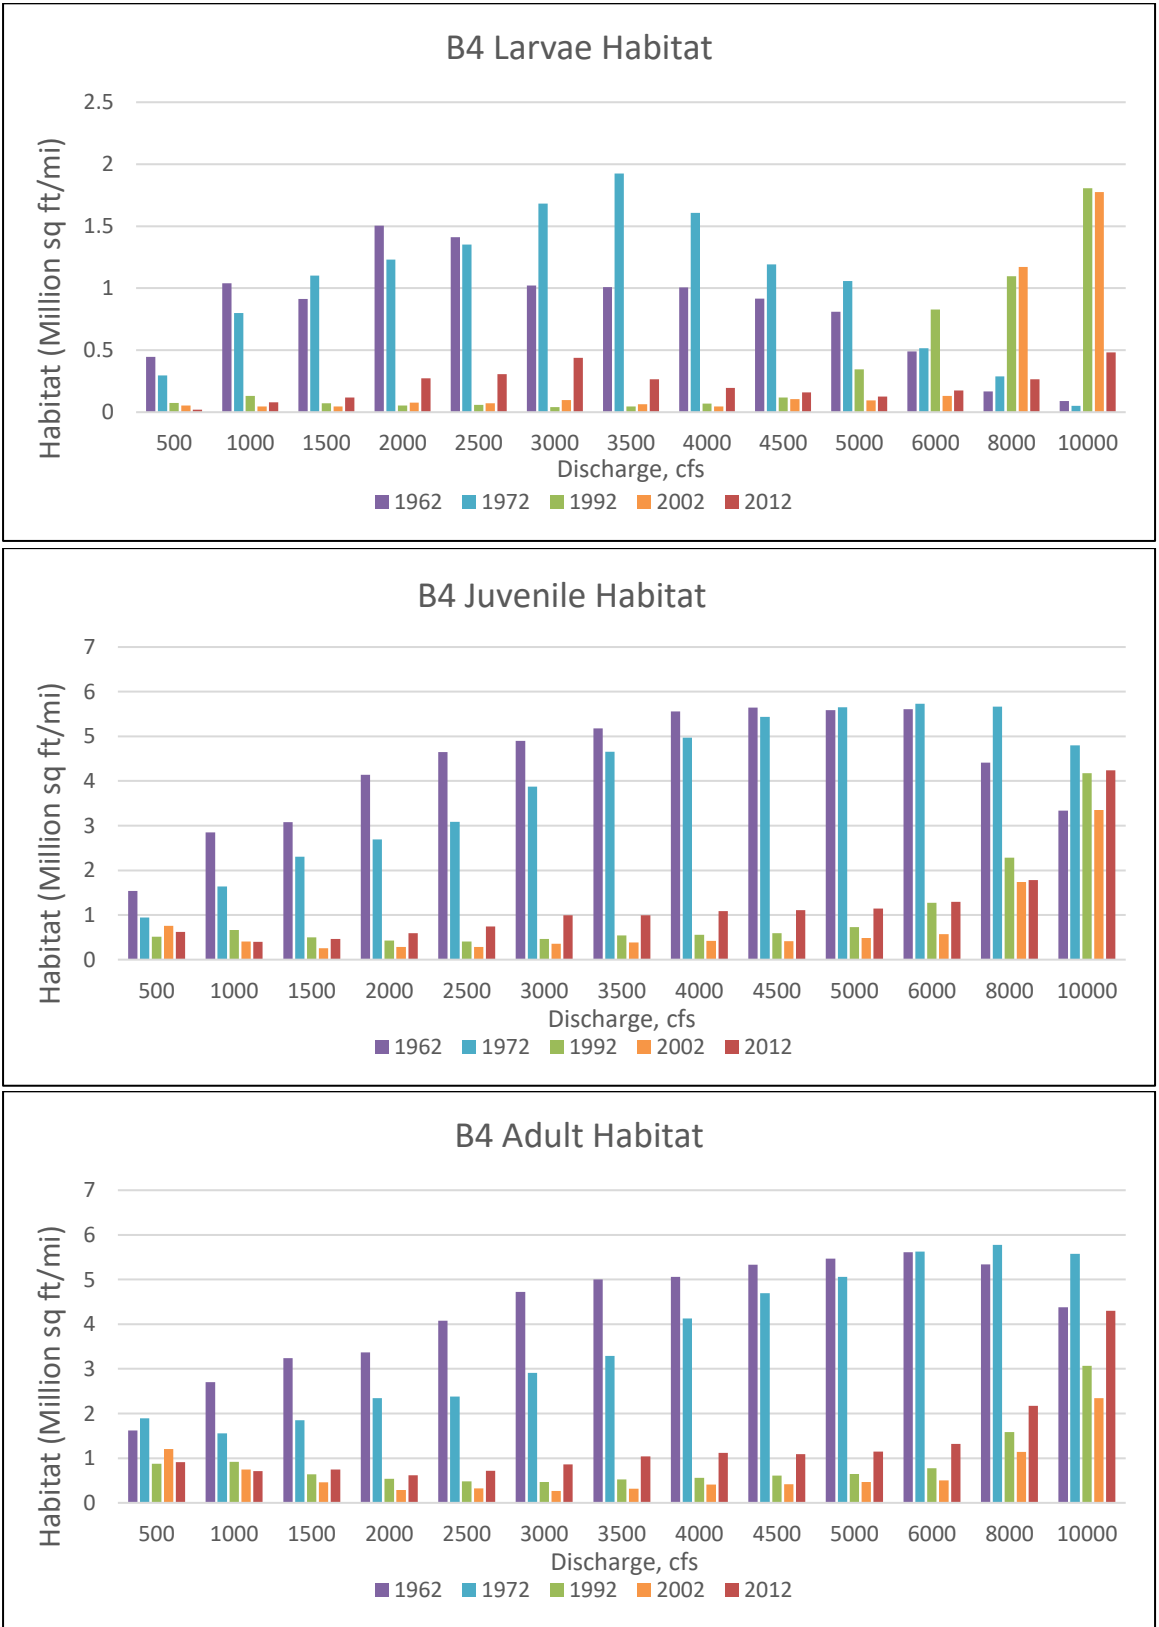 B4 Larvae Habitat
Habitat (Million sq ft/mi)
2.5
2
1.5
1
0.5
0
500 1000 1500 2000 2500 3000 3500 4000 4500 5000 6000 8000 10000
Discharge, cfs
1962 1972 1992 2002 2012
B4 Juvenile Habitat
Habitat (Million sq ft/mi)
7
6
5
4
3
2
1
0
500 1000 1500 2000 2500 3000 3500 4000 4500 5000 6000 8000 10000
Discharge, cfs
1962 1972 1992 2002 2012
B4 Adult Habitat
Habitat (Million sq ft/mi)
7
6
5
4
3
2
1
0
500 1000 1500 2000 2500 3000 3500 4000 4500 5000 6000 8000 10000
Discharge, cfs
1962 1972 1992 2002 2012